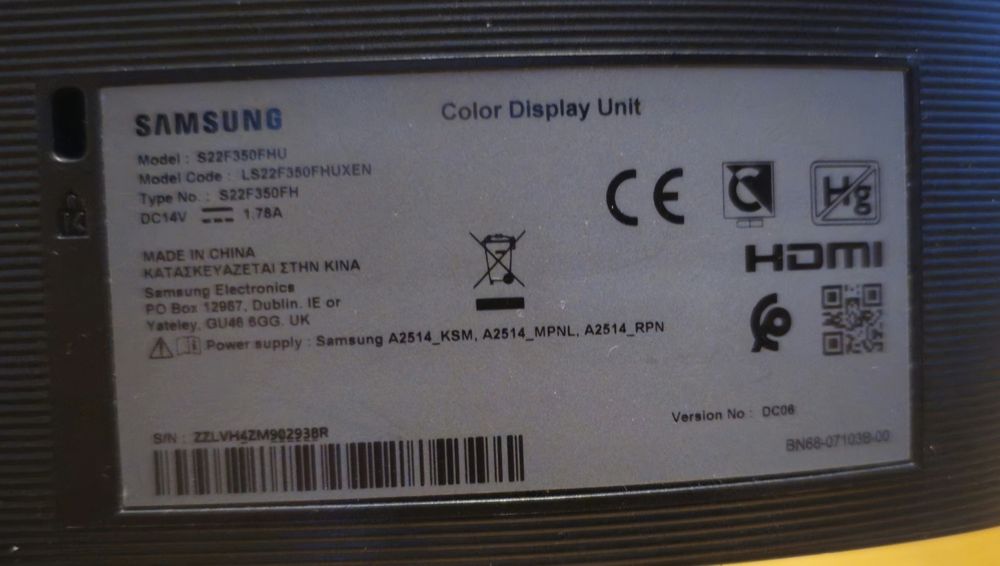 SAMSUNG
Color Display Unit
Model : S22F350FHU
Model Code : LS22F350FHUXEN
Type No. : S22F350FH
DC14V 1.78A
CE
Hg
HDMI
MADE IN CHINA
ΚΑΤΑΣΚΕΥΑΖΕΤΑΙ ΣΤΗΝ ΚΙΝΑ
Samsung Electronics
PO Box 12987, Dublin. IE or
Yateley, GU46 6GG. UK
Power supply : Samsung A2514_KSM, A2514_MPNL, A2514_RPN
Version No : DC06
S/N : ZZLVH4ZM902938R
BN68-07103B-00